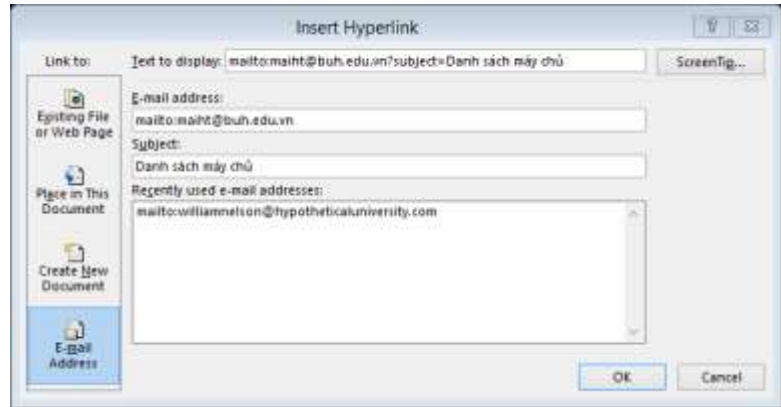 Insert Hyperlink
Link to:
Text to display: mailto:maiht@buh.edu.vn?subject=Danh sách máy chủ
ScreenTip...
Existing File
or Web Page
Place in This
Document
Create New
Document
E-mail
Address
E-mail address:
mailto:maiht@buh.edu.vn
Subject:
Danh sách máy chủ
Recently used e-mail addresses:
mailto:williamnelson@hypotheticaluniversity.com
OK
Cancel